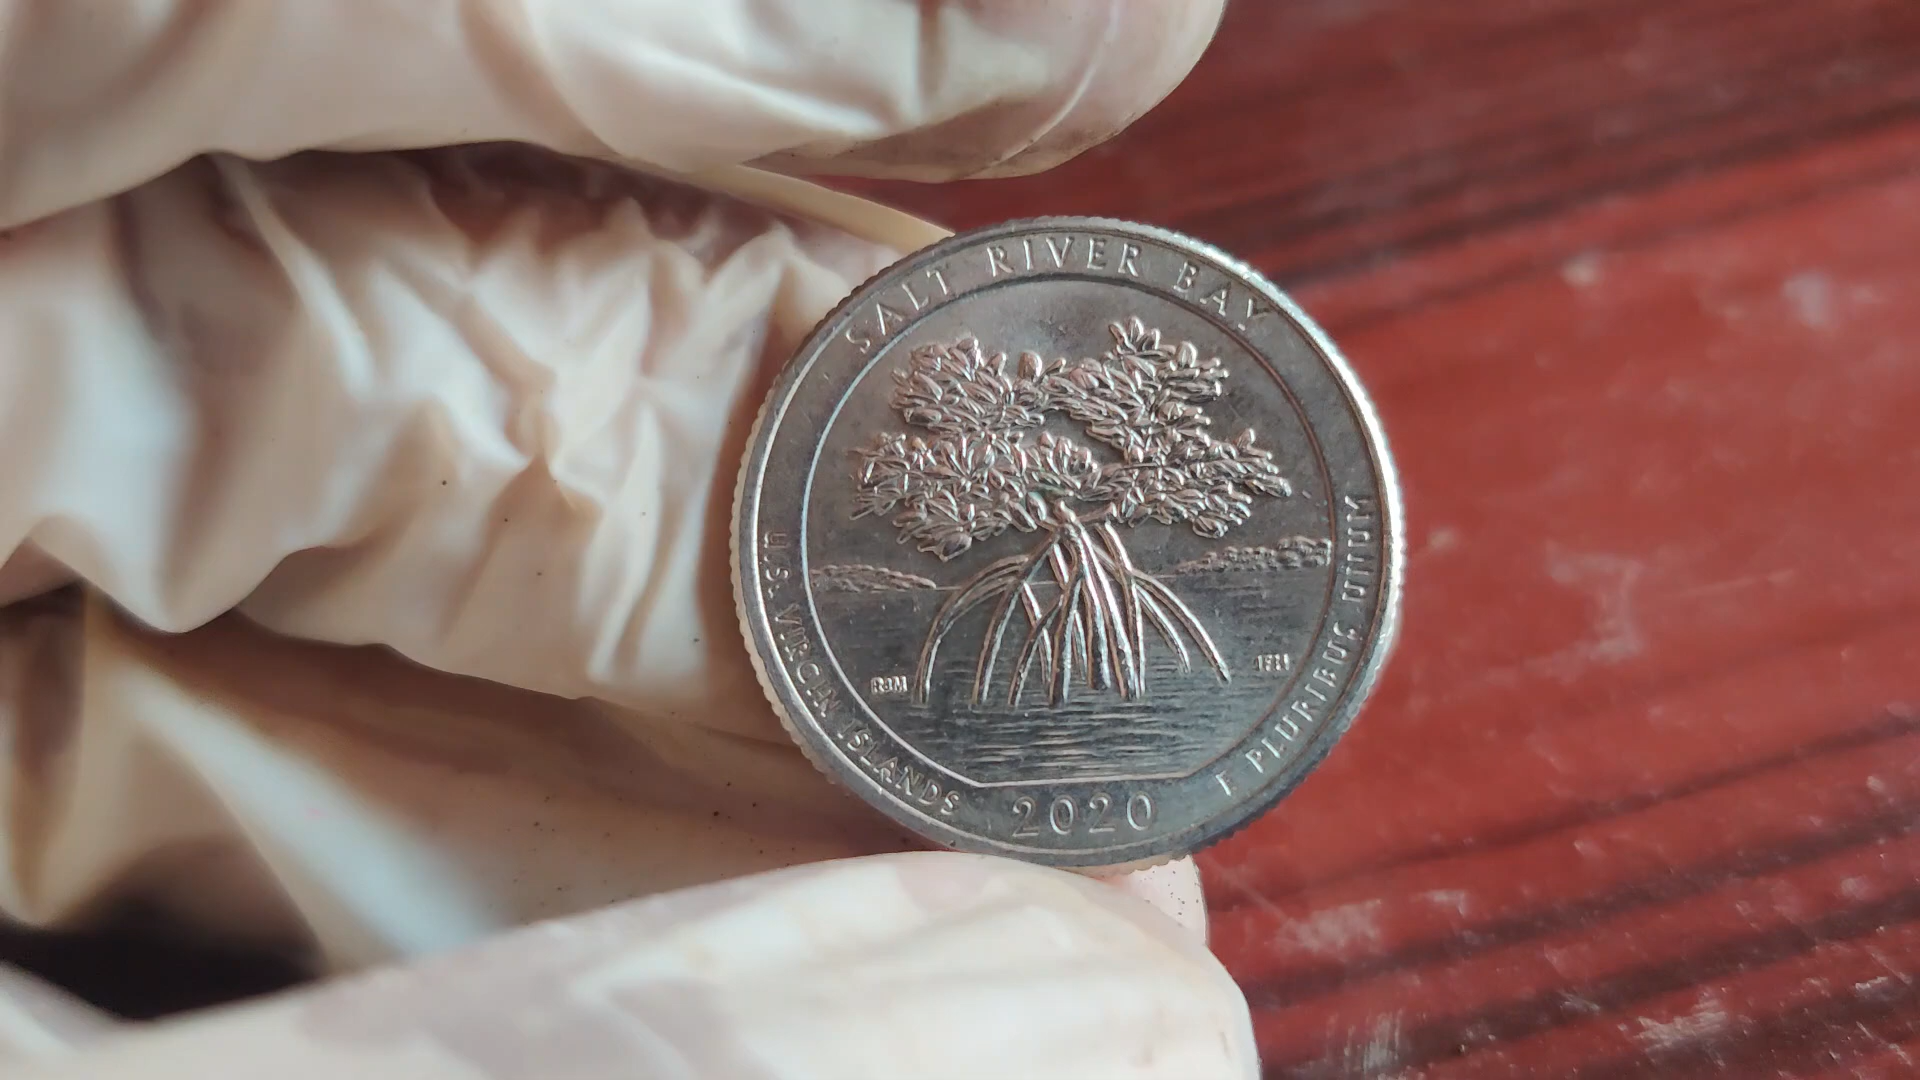 SALT RIVER BAY
U.S. VIRGIN ISLANDS
2020
E PLURIBUS UNUM
RBM
JFM